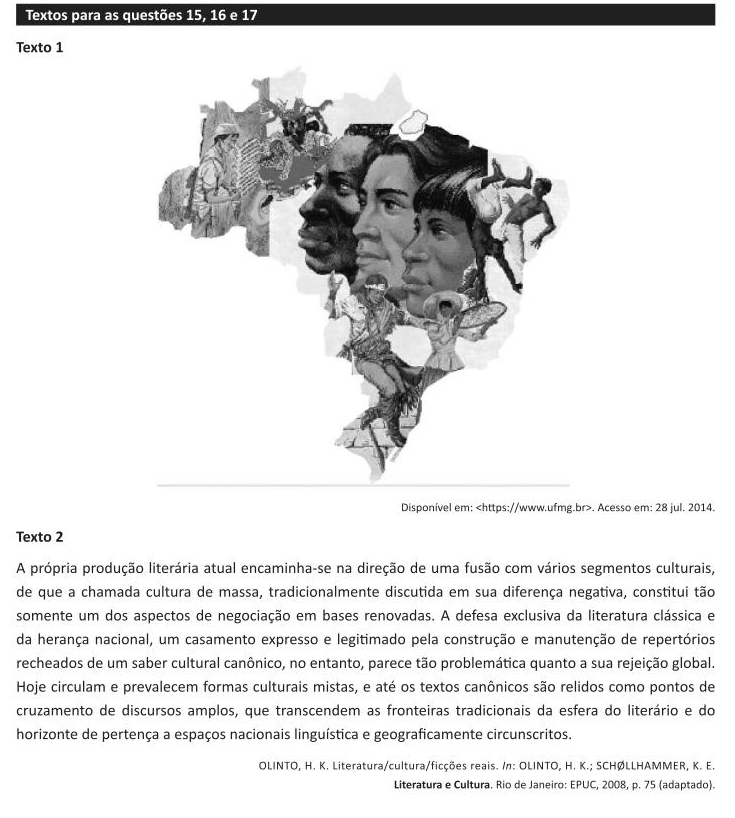 Textos para as questões 15, 16 e 17
Texto 1
Disponível em: <https://www.ufmg.br>. Acesso em: 28 jul. 2014.
Texto 2
A própria produção literária atual encaminha-se na direção de uma fusão com vários segmentos culturais,
de que a chamada cultura de massa, tradicionalmente discutida em sua diferença negativa, constitui tão
somente um dos aspectos de negociação em bases renovadas. A defesa exclusiva da literatura clássica e
da herança nacional, um casamento expresso e legitimado pela construção e manutenção de repertórios
recheados de um saber cultural canônico, no entanto, parece tão problemática quanto a sua rejeição global.
Hoje circulam e prevalecem formas culturais mistas, e até os textos canônicos são relidos como pontos de
cruzamento de discursos amplos, que transcendem as fronteiras tradicionais da esfera do literário e do
horizonte de pertença a espaços nacionais linguística e geograficamente circunscritos.
OLINTO, H. K. Literatura/cultura/ficções reais. In: OLINTO, H. K.; SCHØLLHAMMER, K. E.
Literatura e Cultura. Rio de Janeiro: EPUC, 2008, p. 75 (adaptado).